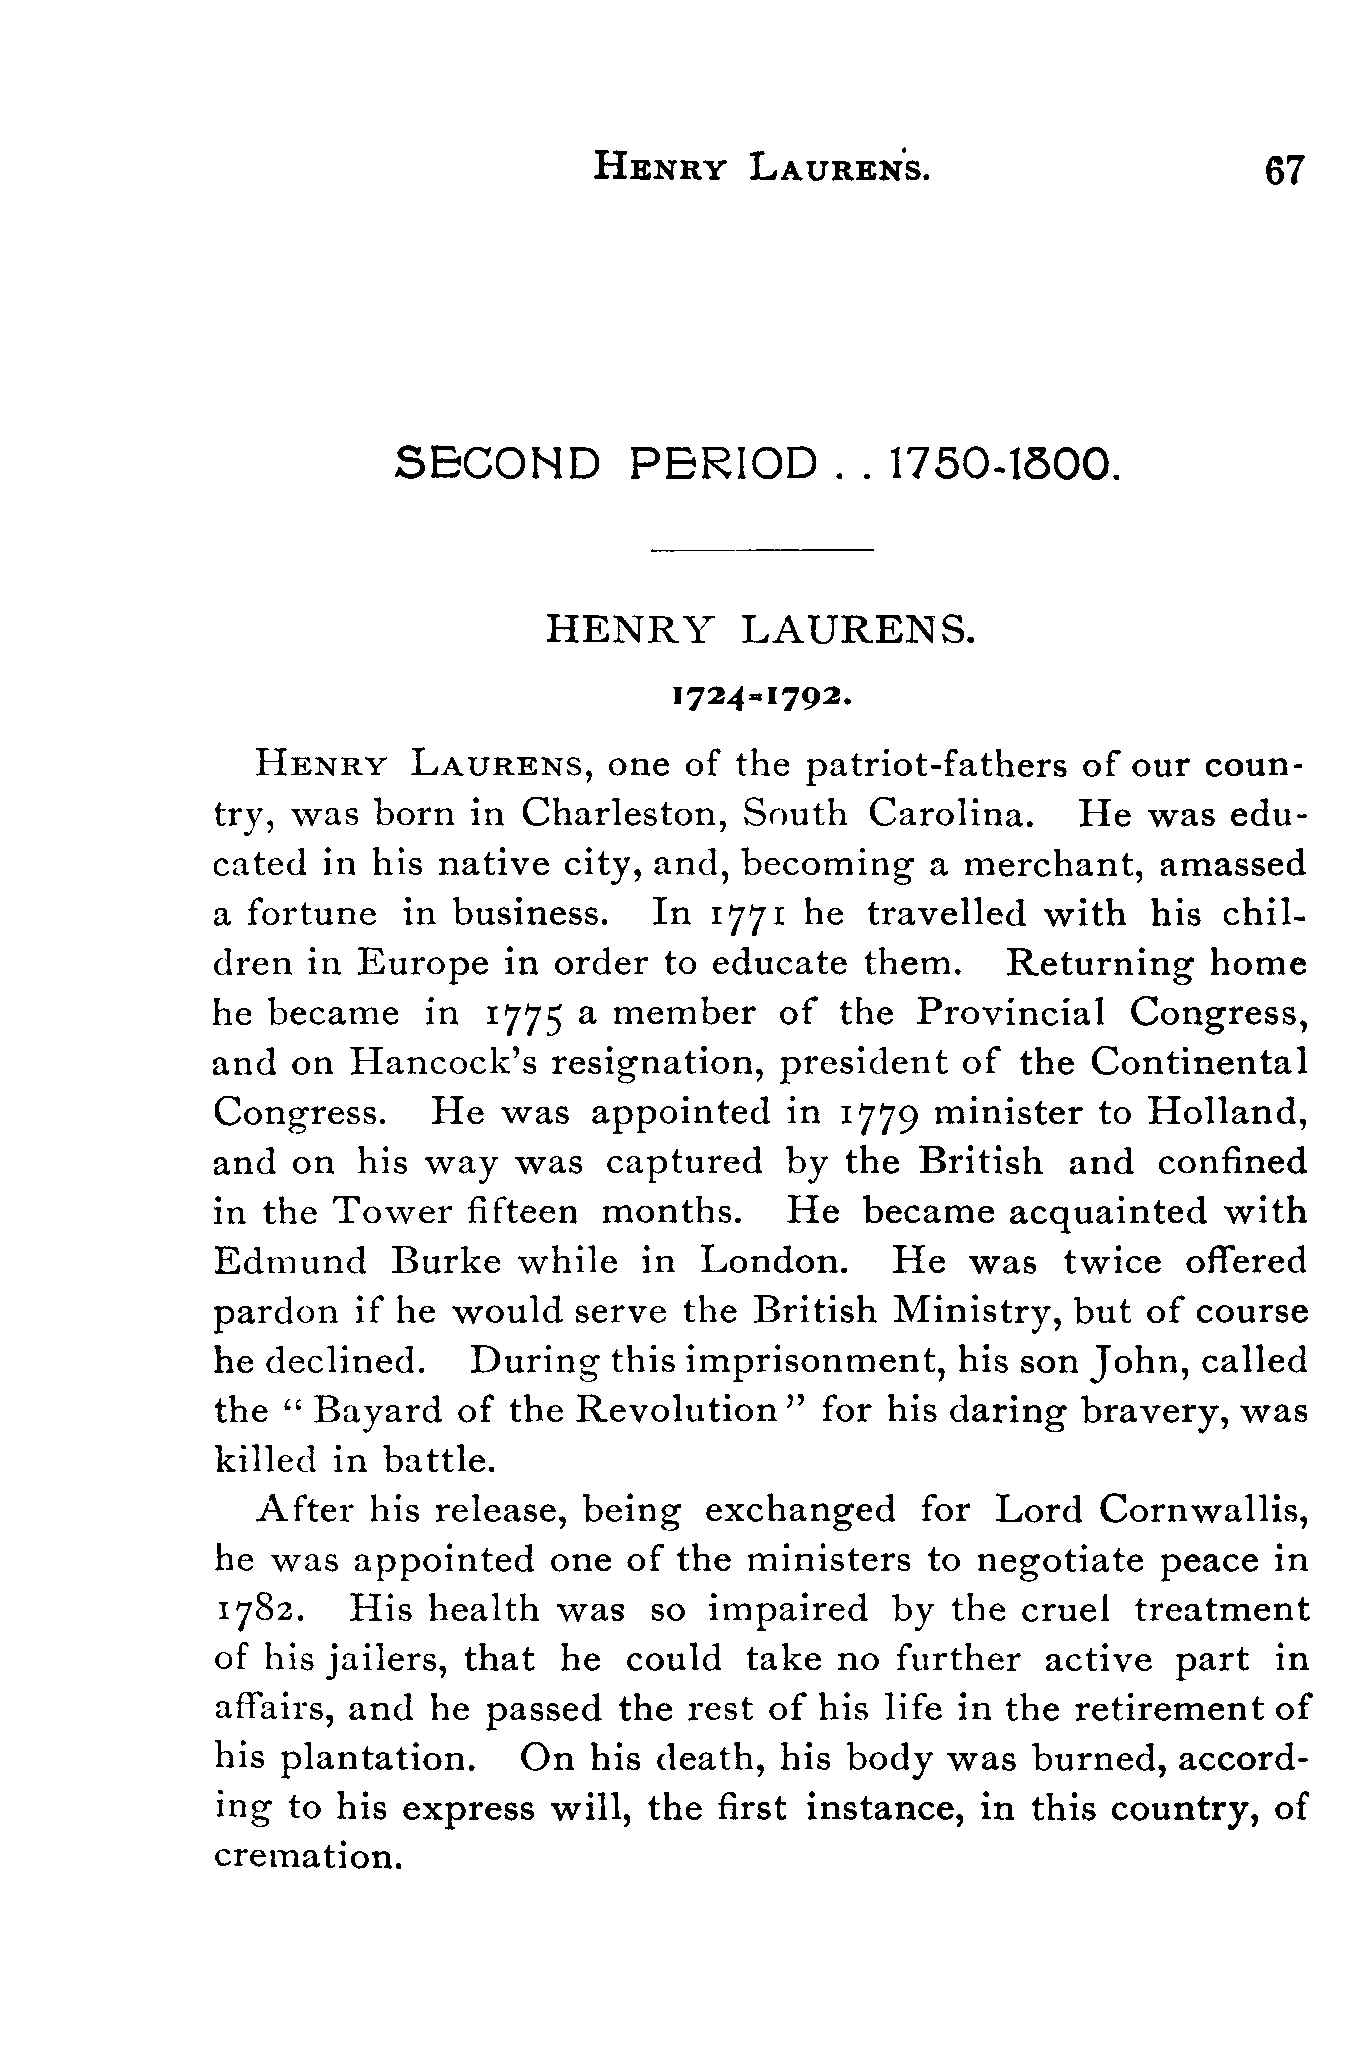 HENRY LAURENS. 67
SECOND PERIOD . . 1750-1800.
HENRY LAURENS.
1724-1792.
HENRY LAURENS, one of the patriot-fathers of our coun-
try, was born in Charleston, South Carolina. He was edu-
cated in his native city, and, becoming a merchant, amassed
a fortune in business. In 1771 he travelled with his chil-
dren in Europe in order to educate them. Returning home
he became in 1775 a member of the Provincial Congress,
and on Hancock's resignation, president of the Continental
Congress. He was appointed in 1779 minister to Holland,
and on his way was captured by the British and confined
in the Tower fifteen months. He became acquainted with
Edmund Burke while in London. He was twice offered
pardon if he would serve the British Ministry, but of course
he declined. During this imprisonment, his son John, called
the “ Bayard of the Revolution ” for his daring bravery, was
killed in battle.
After his release, being exchanged for Lord Cornwallis,
he was appointed one of the ministers to negotiate peace in
1782. His health was so impaired by the cruel treatment
of his jailers, that he could take no further active part in
affairs, and he passed the rest of his life in the retirement of
his plantation. On his death, his body was burned, accord-
ing to his express will, the first instance, in this country, of
cremation.